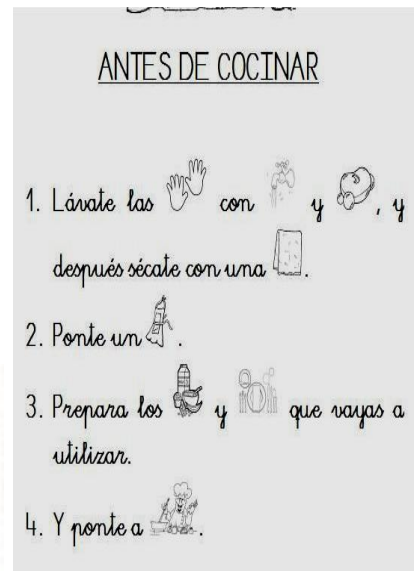 ANTES DE COCINAR
1. Lávate las con y , y
después sécate con una .
2. Ponte un .
3. Prepara los y que vayas a
utilizar.
4. Y ponte a .